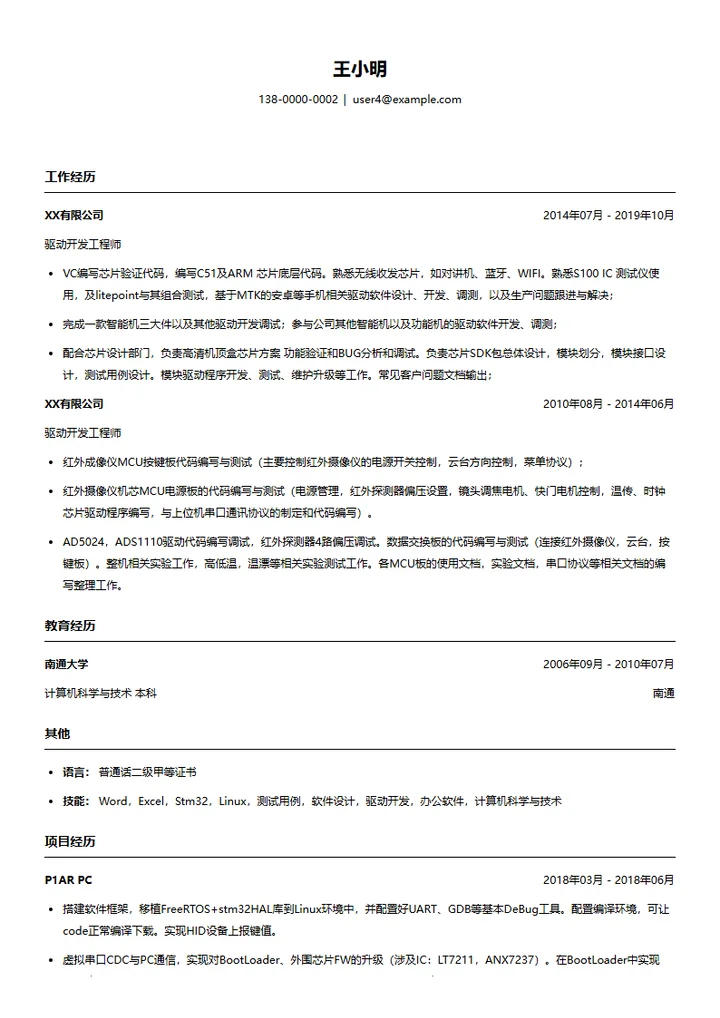 王小明
138-0000-0002 | user4@example.com
工作经历
XX有限公司 2014年07月 - 2019年10月
驱动开发工程师
• VC编写芯片验证代码，编写C51及ARM 芯片底层代码。熟悉无线收发芯片，如对讲机、蓝牙、WIFI。熟悉S100 IC 测试仪使
用，及litepoint与其组合测试，基于MTK的安卓等手机相关驱动软件设计、开发、调测，以及生产问题跟进与解决；
• 完成一款智能机三大件以及其他驱动开发调试；参与公司其他智能机以及功能机的驱动软件开发、调测；
• 配合芯片设计部门，负责高清机顶盒芯片方案 功能验证和BUG分析和调试。负责芯片SDK包总体设计，模块划分，模块接口设
计，测试用例设计。模块驱动程序开发、测试、维护升级等工作。常见客户问题文档输出；
XX有限公司 2010年08月 - 2014年06月
驱动开发工程师
• 红外成像仪MCU按键板代码编写与测试（主要控制红外摄像仪的电源开关控制，云台方向控制，菜单协议）；
• 红外摄像仪机芯MCU电源板的代码编写与测试（电源管理，红外探测器偏压设置，镜头调焦电机、快门电机控制，温传、时钟
芯片驱动程序编写，与上位机串口通讯协议的制定和代码编写）。
• AD5024，ADS1110驱动代码编写调试，红外探测器4路偏压调试。数据交换板的代码编写与测试（连接红外摄像仪，云台，按
键板）。整机相关实验工作，高低温，温漂等相关实验测试工作。各MCU板的使用文档，实验文档，串口协议等相关文档的编
写整理工作。
教育经历
南通大学 2006年09月 - 2010年07月
计算机科学与技术 本科 南通
其他
• 语言： 普通话二级甲等证书
• 技能： Word，Excel，Stm32，Linux，测试用例，软件设计，驱动开发，办公软件，计算机科学与技术
项目经历
P1AR PC 2018年03月 - 2018年06月
• 搭建软件框架，移植FreeRTOS+stm32HAL库到Linux环境中，并配置好UART、GDB等基本DeBug工具。配置编译环境，可让
code正常编译下载。实现HID设备上报键值。
• 虚拟串口CDC与PC通信，实现对BootLoader、外围芯片FW的升级（涉及IC：LT7211，ANX7237）。在BootLoader中实现